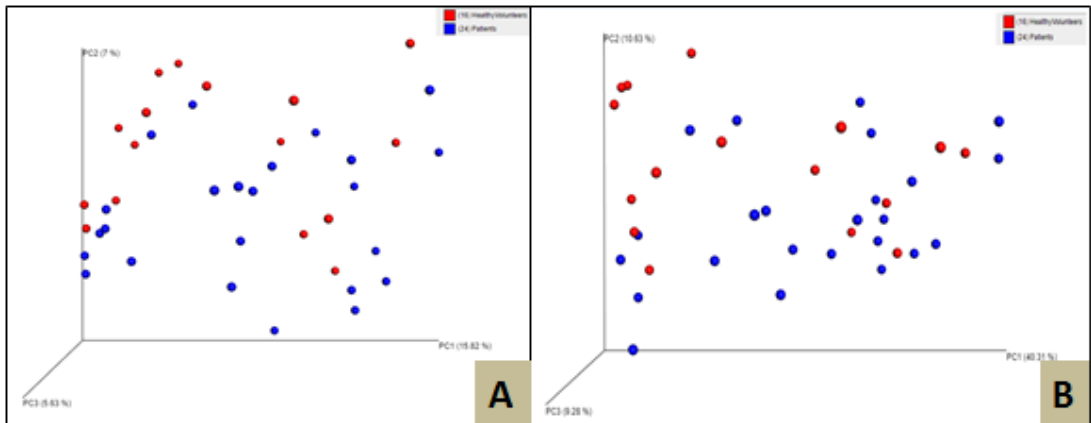 (16) Healthy Volunteers
(24) Patients
PC2 (7 %)
PC1 (15.82 %)
PC3 (5.63 %)
A
(16) Healthy Volunteers
(24) Patients
PC2 (10.63 %)
PC1 (40.31 %)
PC3 (9.28 %)
B